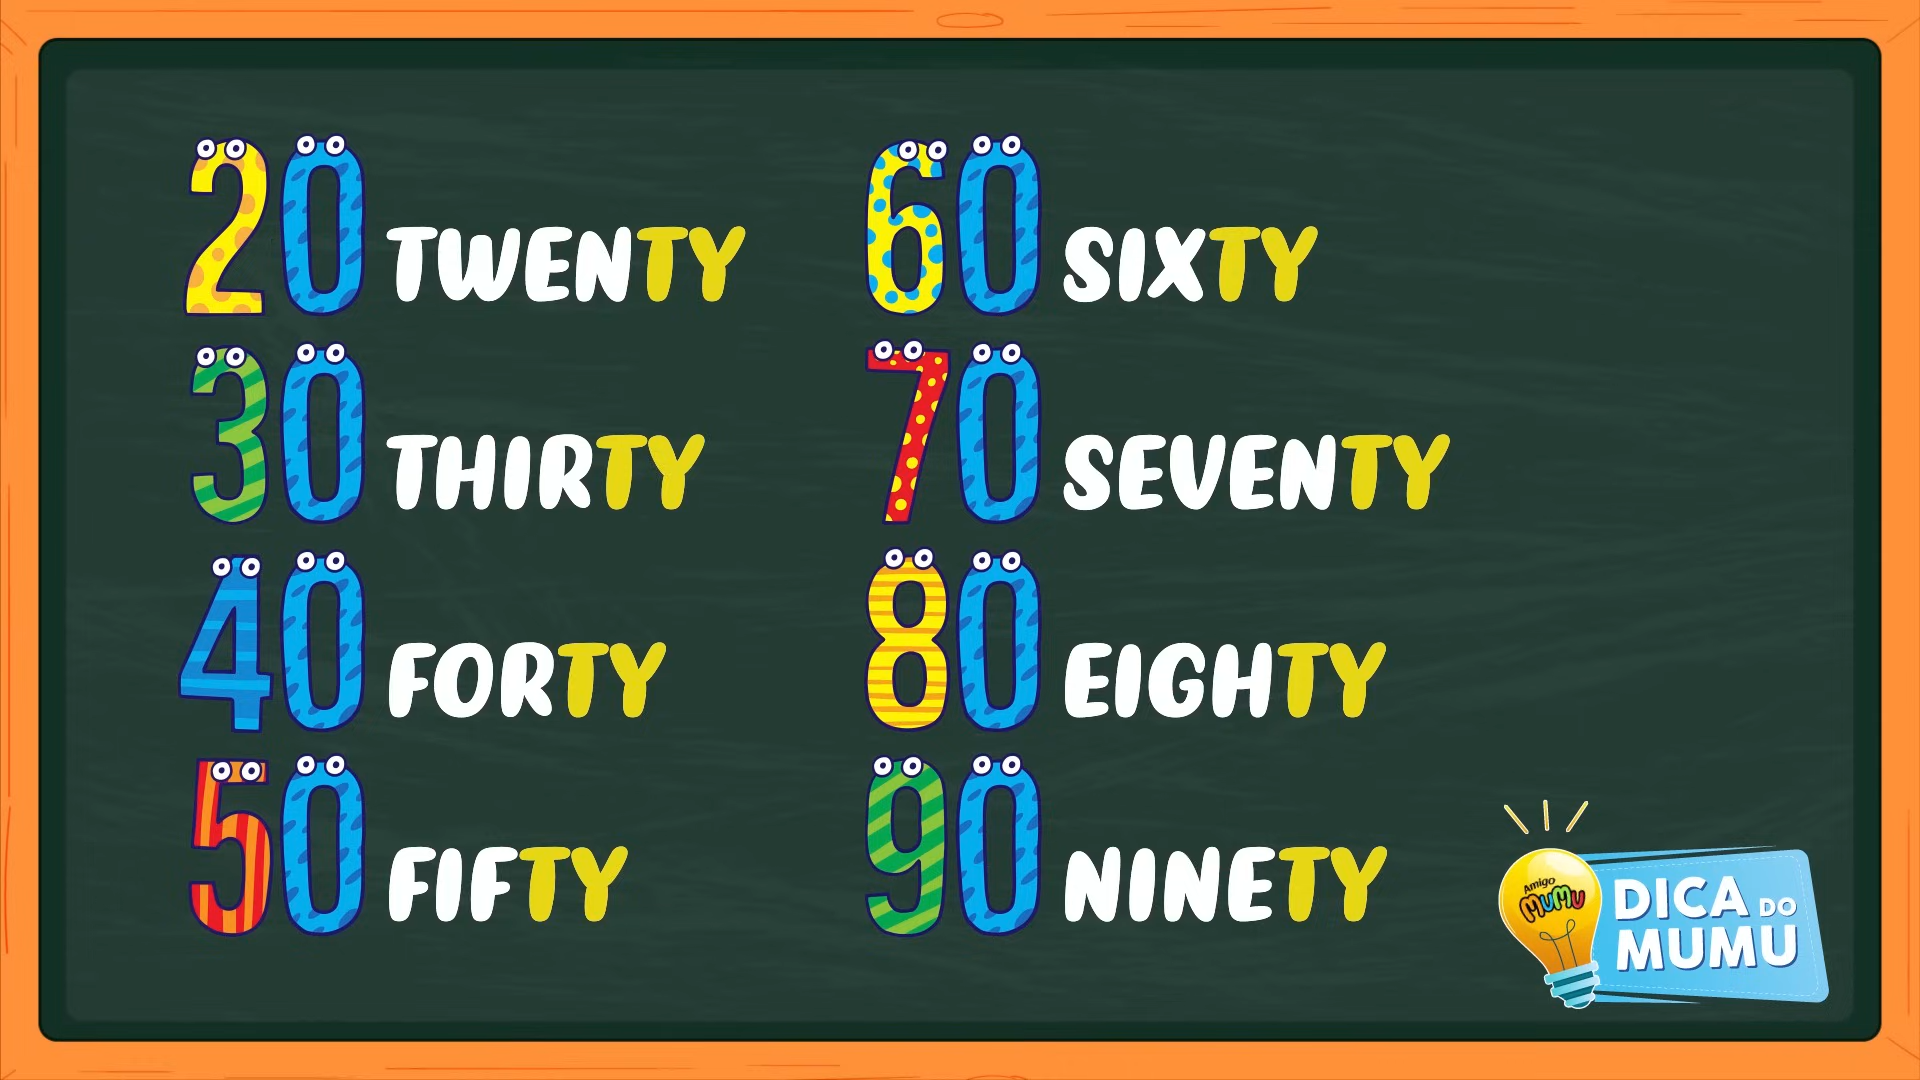 20 TWENTY
30 THIRTY
40 FORTY
50 FIFTY
60 SIXTY
70 SEVENTY
80 EIGHTY
90 NINETY
Amigo
MUMU
DICA DO
MUMU